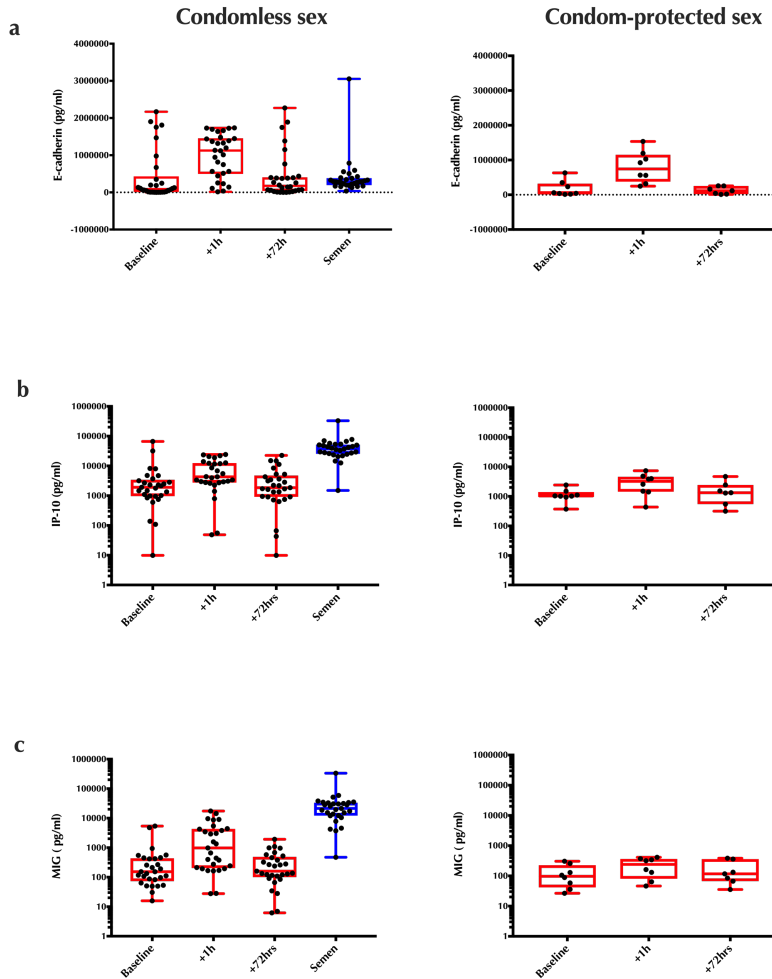 Condomless sex
Condom-protected sex
a
E-cadherin (pg/ml)
4000000
3000000
2000000
1000000
0
-1000000
Baseline
+1h
+72h
Semen
E-cadherin (pg/ml)
4000000
3000000
2000000
1000000
0
-1000000
Baseline
+1h
+72hrs
b
IP-10 (pg/ml)
1000000
100000
10000
1000
100
10
1
Baseline
+1h
+72hrs
Semen
IP-10 (pg/ml)
1000000
100000
10000
1000
100
10
1
Baseline
+1h
+72hrs
c
MIG ( pg/ml)
1000000
100000
10000
1000
100
10
1
Baseline
+1h
+72hrs
Semen
MIG ( pg/ml)
1000000
100000
10000
1000
100
10
1
Baseline
+1h
+72hrs